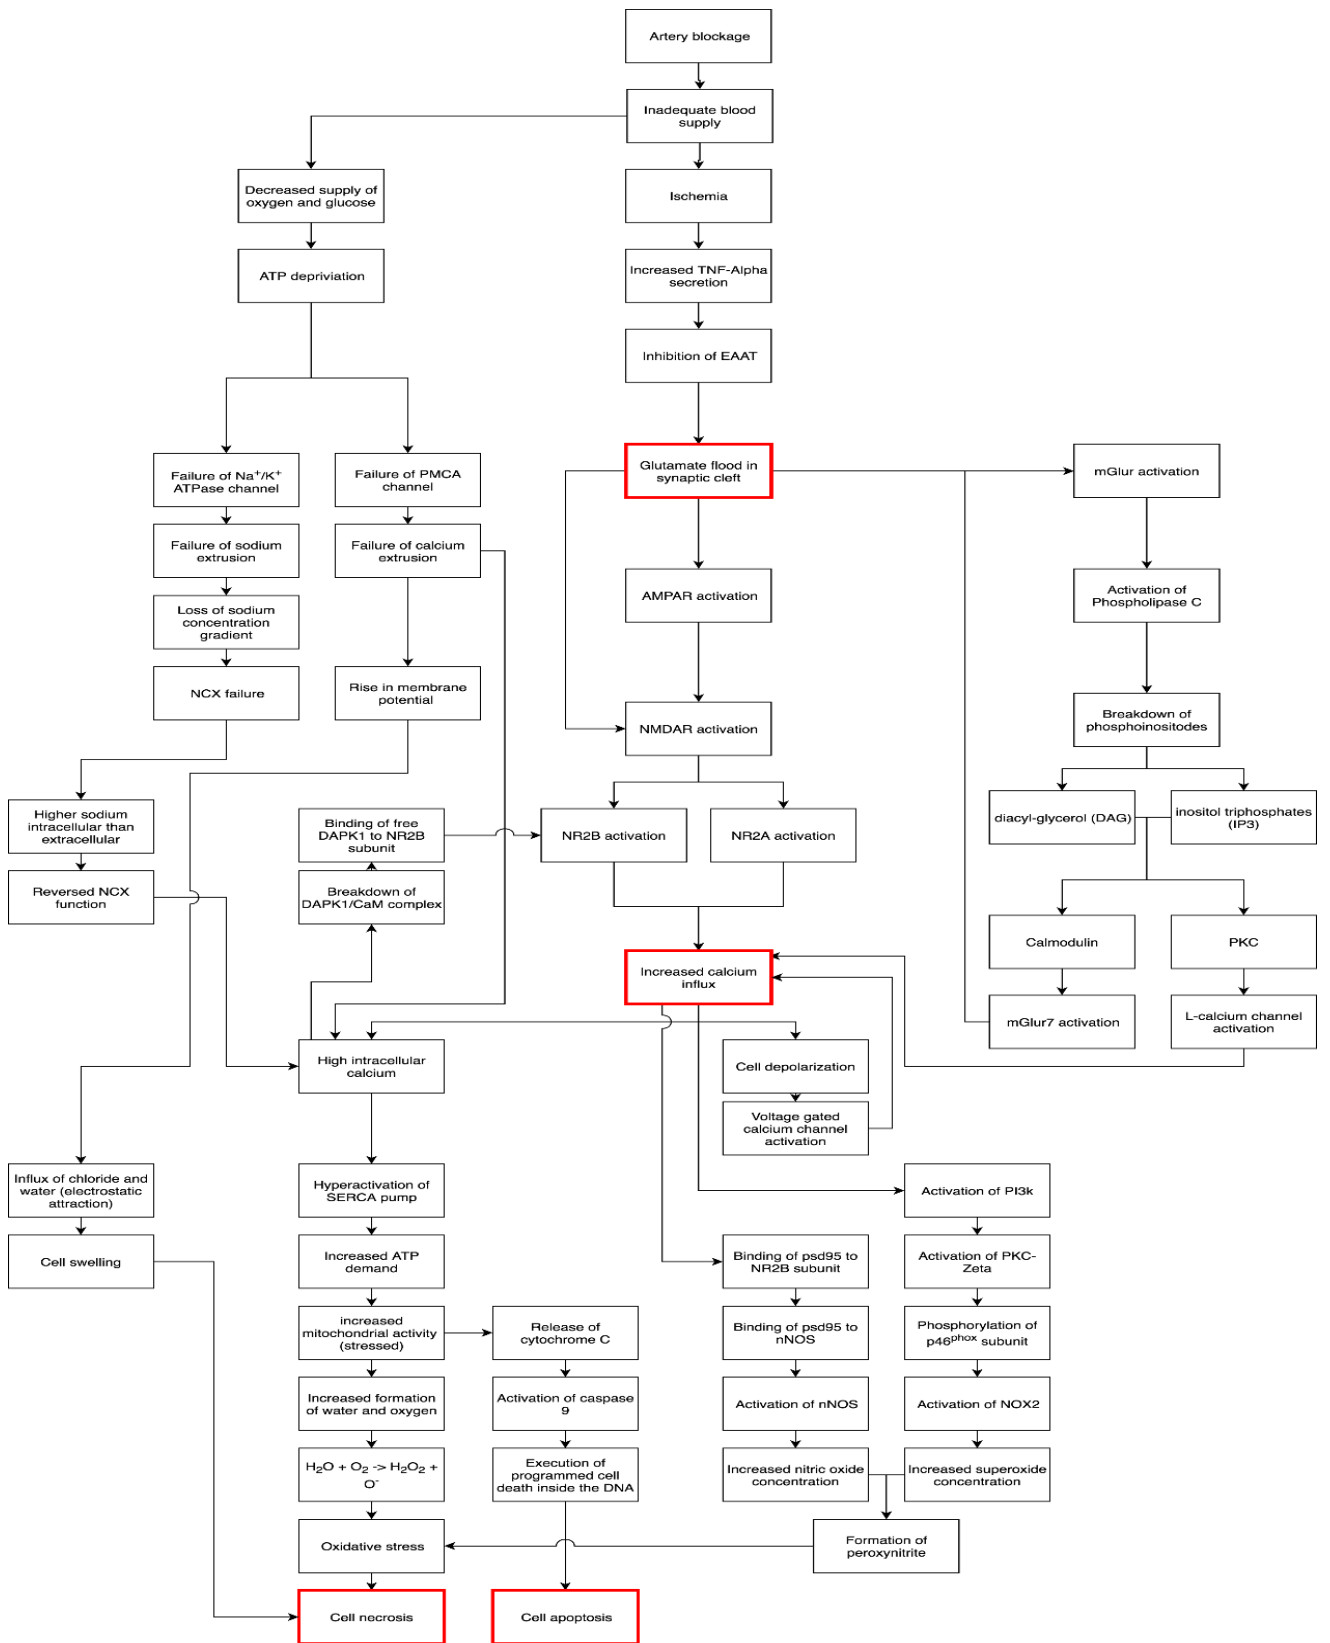 Artery blockage
Inadequate blood
supply
Decreased supply of
oxygen and glucose
Ischemia
ATP depriviation
Increased TNF-Alpha
secretion
Inhibition of EAAT
Failure of Na+/K+
ATPase channel
Failure of PMCA
channel
Glutamate flood in
synaptic cleft
mGlur activation
Failure of sodium
extrusion
Failure of calcium
extrusion
AMPAR activation
Activation of
Phospholipase C
Loss of sodium
concentration
gradient
NCX failure
Rise in membrane
potential
NMDAR activation
Breakdown of
phosphoinositodes
Higher sodium
intracellular than
extracellular
Binding of free
DAPK1 to NR2B
subunit
NR2B activation
NR2A activation
diacyl-glycerol (DAG)
inositol triphosphates
(IP3)
Reversed NCX
function
Breakdown of
DAPK1/CaM complex
Calmodulin
PKC
Increased calcium
influx
mGlur7 activation
L-calcium channel
activation
High intracellular
calcium
Cell depolarization
Voltage gated
calcium channel
activation
Influx of chloride and
water (electrostatic
attraction)
Hyperactivation of
SERCA pump
Activation of PI3k
Cell swelling
Increased ATP
demand
Binding of psd95 to
NR2B subunit
Activation of PKC-
Zeta
increased
mitochondrial activity
(stressed)
Release of
cytochrome C
Binding of psd95 to
nNOS
Phosphorylation of
p46phox subunit
Increased formation
of water and oxygen
Activation of caspase
9
Activation of nNOS
Activation of NOX2
H2O + O2 -> H2O2 +
O-
Execution of
programmed cell
death inside the DNA
Increased nitric oxide
concentration
Increased superoxide
concentration
Oxidative stress
Formation of
peroxynitrite
Cell necrosis
Cell apoptosis